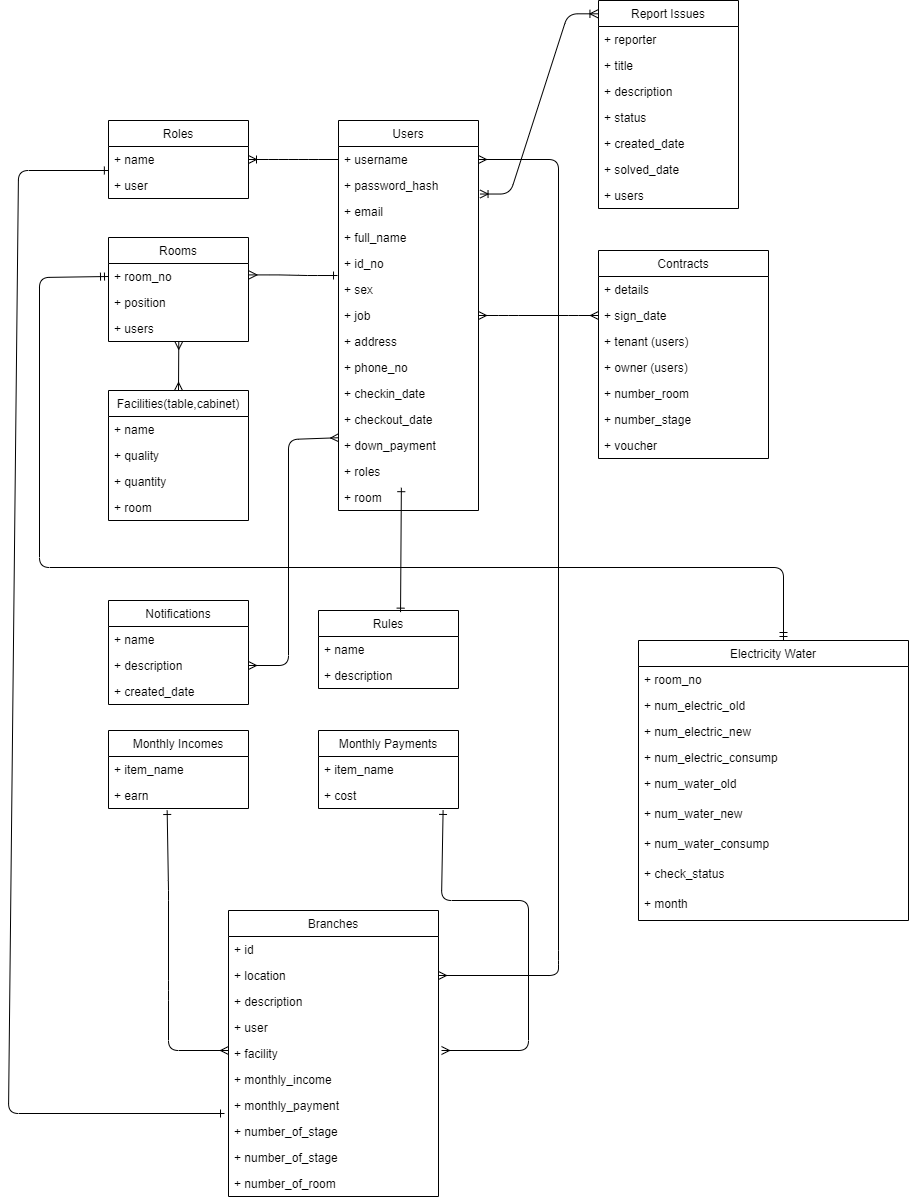 Report Issues
+ reporter
+ title
+ description
+ status
+ created_date
+ solved_date
+ users
Roles
+ name
+ user
Users
+ username
+ password_hash
+ email
+ full_name
+ id_no
+ sex
+ job
+ address
+ phone_no
+ checkin_date
+ checkout_date
+ down_payment
+ roles
+ room
Rooms
+ room_no
+ position
+ users
Contracts
+ details
+ sign_date
+ tenant (users)
+ owner (users)
+ number_room
+ number_stage
+ voucher
Facilities(table,cabinet)
+ name
+ quality
+ quantity
+ room
Notifications
+ name
+ description
+ created_date
Rules
+ name
+ description
Electricity Water
+ room_no
+ num_electric_old
+ num_electric_new
+ num_electric_consump
+ num_water_old
+ num_water_new
+ num_water_consump
+ check_status
+ month
Monthly Incomes
+ item_name
+ earn
Monthly Payments
+ item_name
+ cost
Branches
+ id
+ location
+ description
+ user
+ facility
+ monthly_income
+ monthly_payment
+ number_of_stage
+ number_of_stage
+ number_of_room